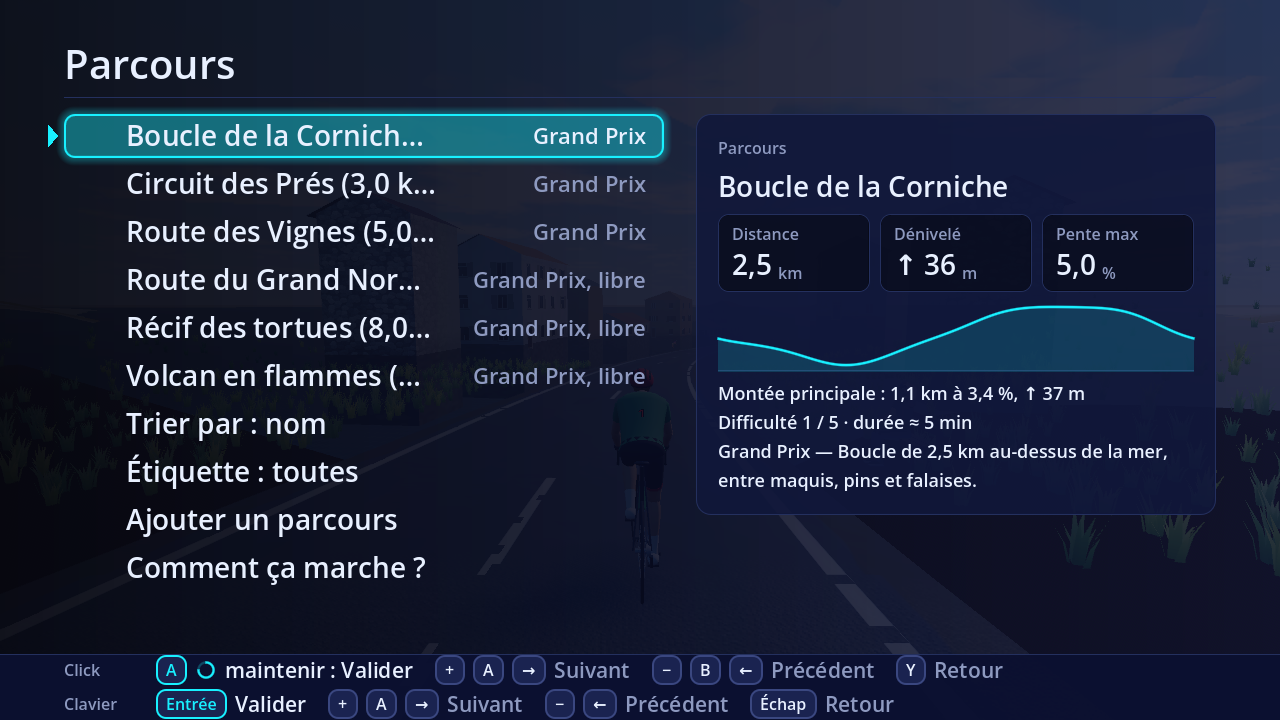 Parcours
Boucle de la Cornich... Grand Prix
Circuit des Prés (3,0 k... Grand Prix
Route des Vignes (5,0... Grand Prix
Route du Grand Nor... Grand Prix, libre
Récif des tortues (8,0... Grand Prix, libre
Volcan en flammes (... Grand Prix, libre
Trier par : nom
Étiquette : toutes
Ajouter un parcours
Comment ça marche ?
Parcours
Boucle de la Corniche
Distance Dénivelé Pente max
2,5 km ↑ 36 m 5,0 %
Montée principale : 1,1 km à 3,4 %, ↑ 37 m
Difficulté 1 / 5 · durée ≈ 5 min
Grand Prix — Boucle de 2,5 km au-dessus de la mer,
entre maquis, pins et falaises.
Click A maintenir : Valider + A → Suivant − B ← Précédent Y Retour
Clavier Entrée Valider + A → Suivant − ← Précédent Échap Retour